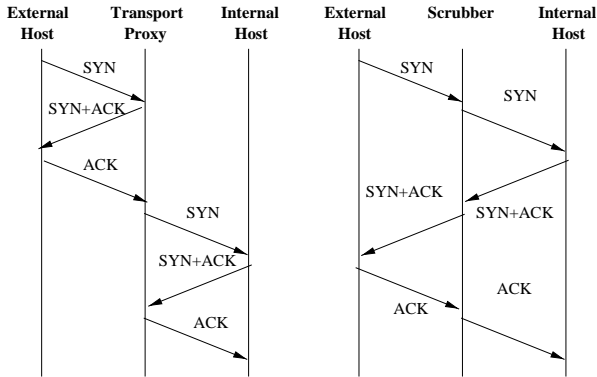 External Host
Transport Proxy
Internal Host
SYN
SYN+ACK
ACK
SYN
SYN+ACK
ACK
External Host
Scrubber
Internal Host
SYN
SYN
SYN+ACK
SYN+ACK
ACK
ACK